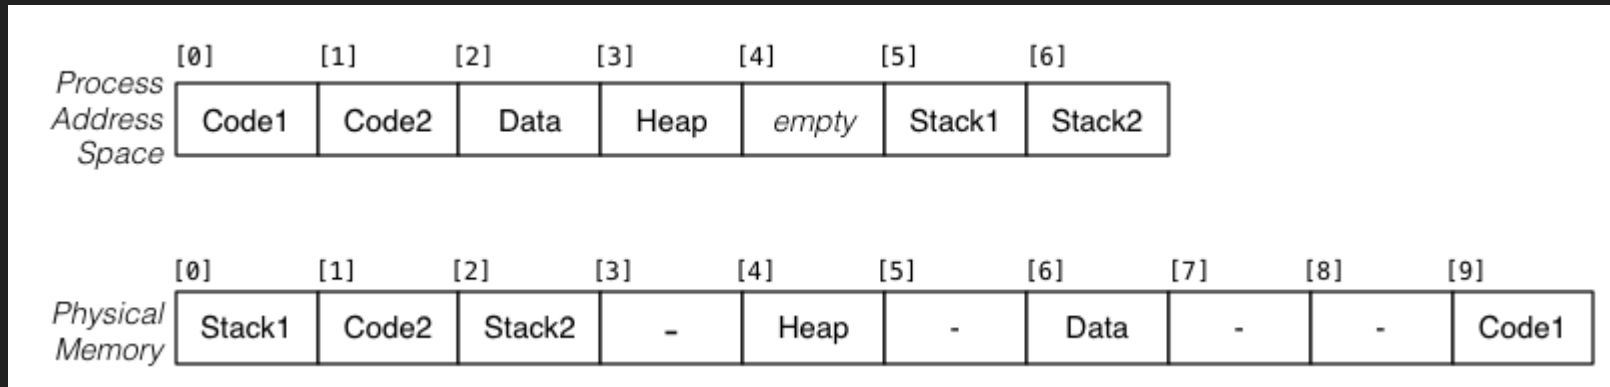 [0] [1] [2] [3] [4] [5] [6]
Process
Address
Space
Code1 Code2 Data Heap empty Stack1 Stack2
[0] [1] [2] [3] [4] [5] [6] [7] [8] [9]
Physical
Memory
Stack1 Code2 Stack2 - Heap - Data - - Code1